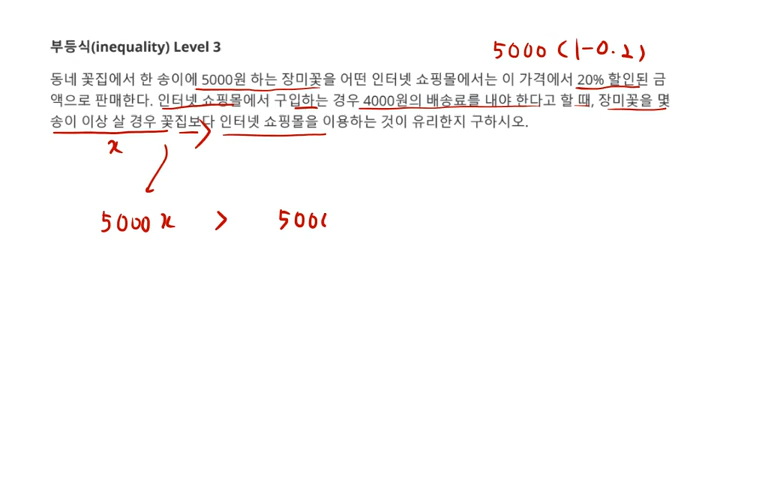 부등식(inequality) Level 3
5000 (1-0.2)
동네 꽃집에서 한 송이에 5000원 하는 장미꽃을 어떤 인터넷 쇼핑몰에서는 이 가격에서 20% 할인된 금
액으로 판매한다. 인터넷 쇼핑몰에서 구입하는 경우 4000원의 배송료를 내야 한다고 할 때, 장미꽃을 몇
송이 이상 살 경우 꽃집보다 인터넷 쇼핑몰을 이용하는 것이 유리한지 구하시오.
x >
5000x > 500(